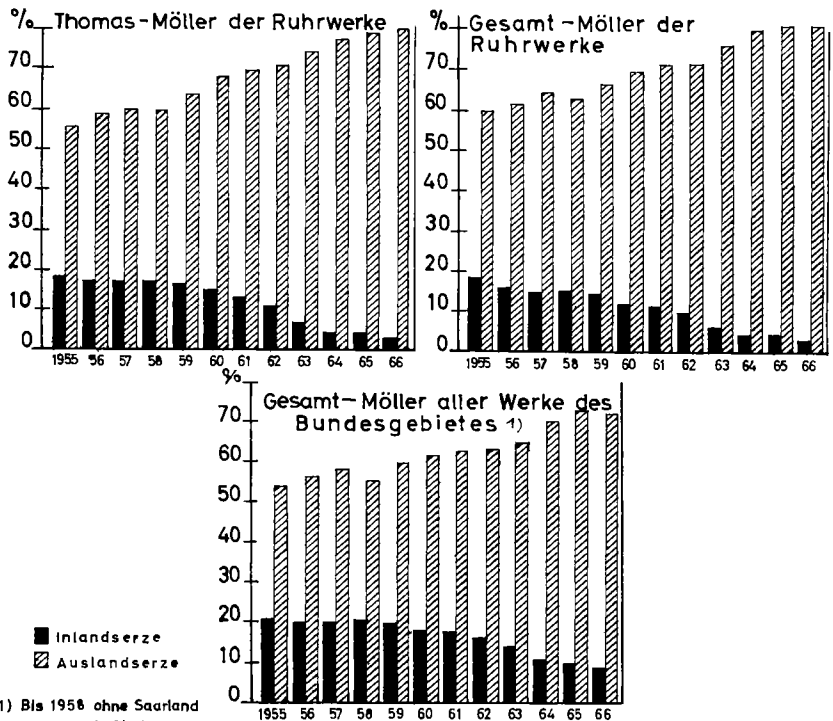 % Thomas-Möller der Ruhrwerke
70
60
50
40
30
20
10
0
1955 56 57 58 59 60 61 62 63 64 65 66
% Gesamt-Möller der
Ruhrwerke
70
60
50
40
30
20
10
0
1955 56 57 58 59 60 61 62 63 64 65 66
%
Gesamt-Möller aller Werke des
Bundesgebietes 1)
70
60
50
40
30
20
10
0
1955 56 57 58 59 60 61 62 63 64 65 66
Inlandserze
Auslandserze
1) Bis 1958 ohne Saarland